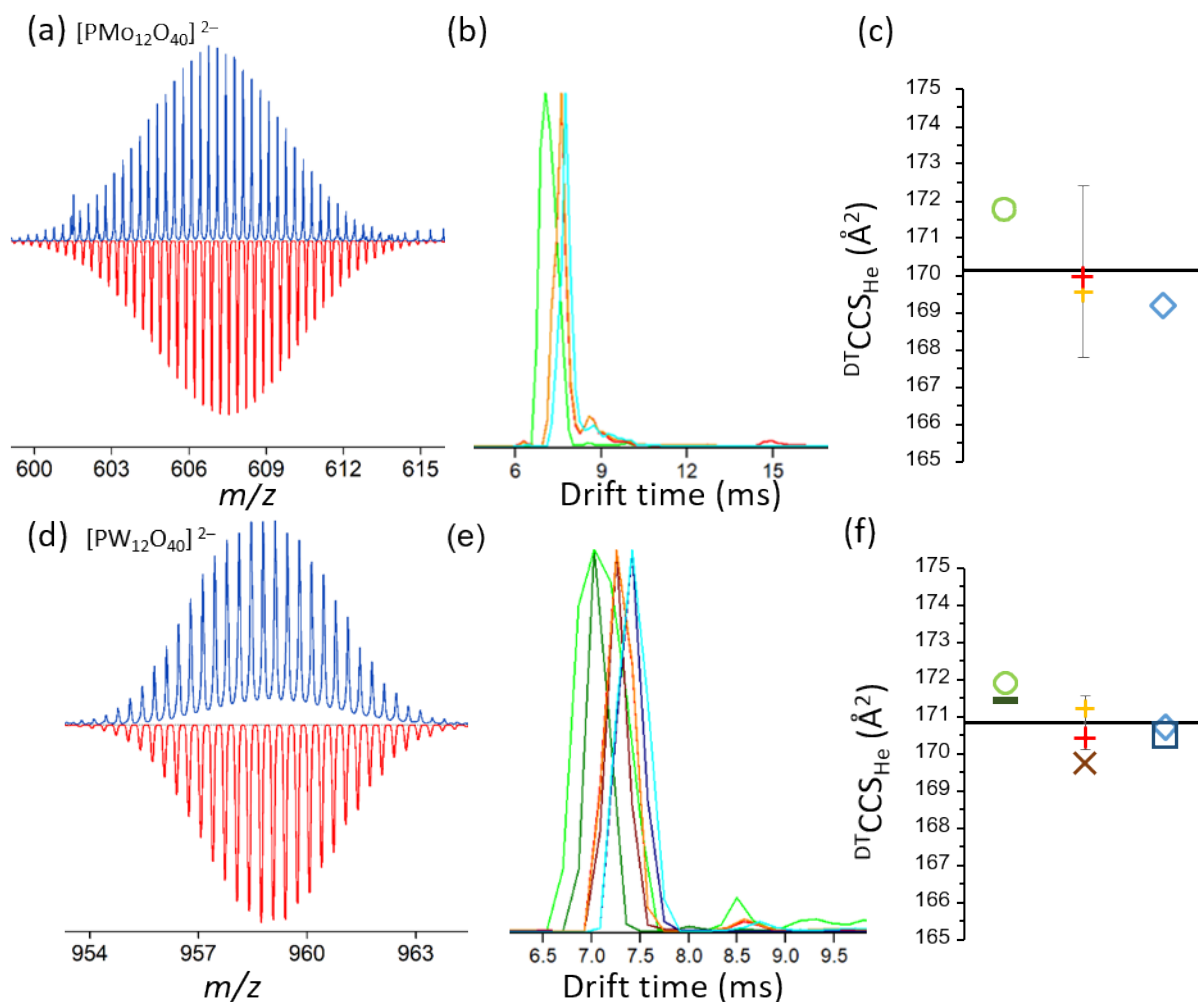 (a) [PMo₁₂O₄₀]²⁻
600 603 606 609 612 615
m/z
(b)
6 9 12 15
Drift time (ms)
(c)
175
174
173
172
171
170
169
168
167
166
165
ᴰᵀCCS_He (Å²)
(d) [PW₁₂O₄₀]²⁻
954 957 960 963
m/z
(e)
6.5 7.0 7.5 8.0 8.5 9.0 9.5
Drift time (ms)
(f)
175
174
173
172
171
170
169
168
167
166
165
ᴰᵀCCS_He (Å²)